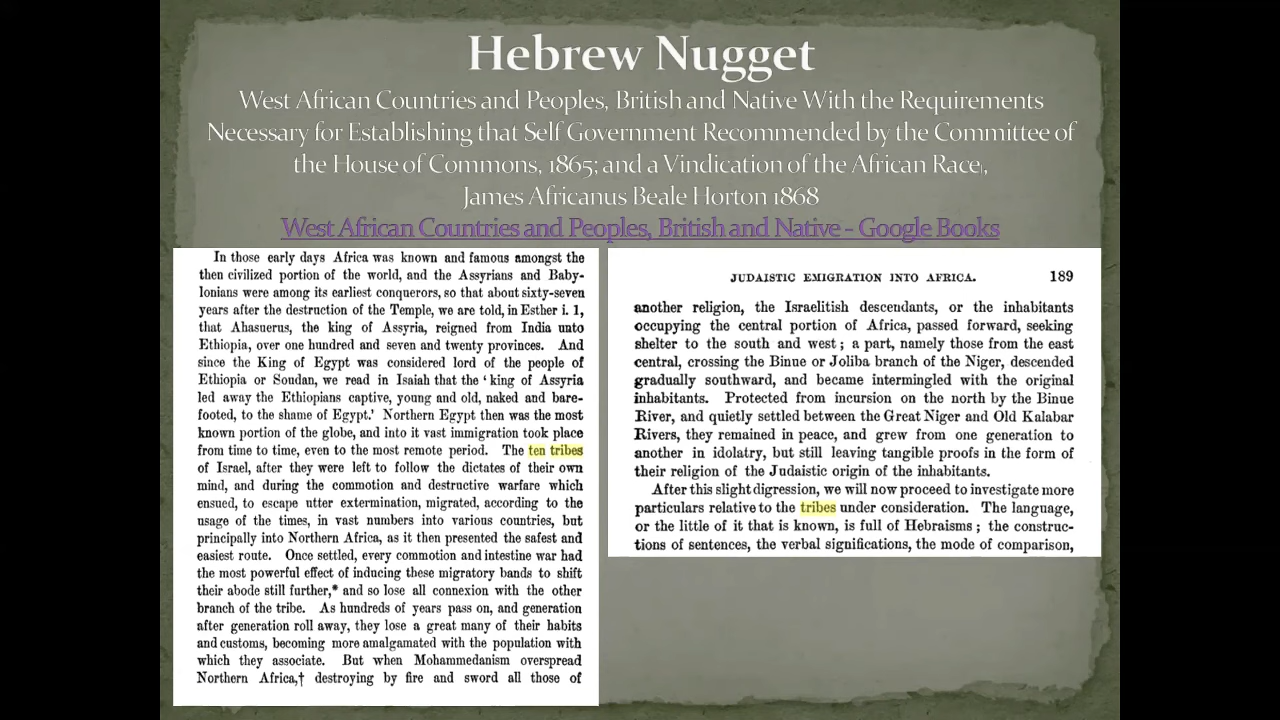 Hebrew Nugget
West African Countries and Peoples, British and Native With the Requirements
Necessary for Establishing that Self Government Recommended by the Committee of
the House of Commons, 1865; and a Vindication of the African Race,
James Africanus Beale Horton 1868
West African Countries and Peoples, British and Native - Google Books
In those early days Africa was known and famous amongst the
then civilized portion of the world, and the Assyrians and Baby-
lonians were among its earliest conquerors, so that about sixty-seven
years after the destruction of the Temple, we are told, in Esther i. 1,
that Ahasuerus, the king of Assyria, reigned from India unto
Ethiopia, over one hundred and seven and twenty provinces. And
since the King of Egypt was considered lord of the people of
Ethiopia or Soudan, we read in Isaiah that the ‘king of Assyria
led away the Ethiopians captive, young and old, naked and bare-
footed, to the shame of Egypt.’ Northern Egypt then was the most
known portion of the globe, and into it vast immigration took place
from time to time, even to the most remote period. The ten tribes
of Israel, after they were left to follow the dictates of their own
mind, and during the commotion and destructive warfare which
ensued, to escape utter extermination, migrated, according to the
usage of the times, in vast numbers into various countries, but
principally into Northern Africa, as it then presented the safest and
easiest route. Once settled, every commotion and intestine war had
the most powerful effect of inducing these migratory bands to shift
their abode still further,* and so lose all connexion with the other
branch of the tribe. As hundreds of years pass on, and generation
after generation roll away, they lose a great many of their habits
and customs, becoming more amalgamated with the population with
which they associate. But when Mohammedanism overspread
Northern Africa,† destroying by fire and sword all those of
JUDAISTIC EMIGRATION INTO AFRICA. 189
another religion, the Israelitish descendants, or the inhabitants
occupying the central portion of Africa, passed forward, seeking
shelter to the south and west; a part, namely those from the east
central, crossing the Binue or Joliba branch of the Niger, descended
gradually southward, and became intermingled with the original
inhabitants. Protected from incursion on the north by the Binue
River, and quietly settled between the Great Niger and Old Kalabar
Rivers, they remained in peace, and grew from one generation to
another in idolatry, but still leaving tangible proofs in the form of
their religion of the Judaistic origin of the inhabitants.
After this slight digression, we will now proceed to investigate more
particulars relative to the tribes under consideration. The language,
or the little of it that is known, is full of Hebraisms; the construc-
tions of sentences, the verbal significations, the mode of comparison,